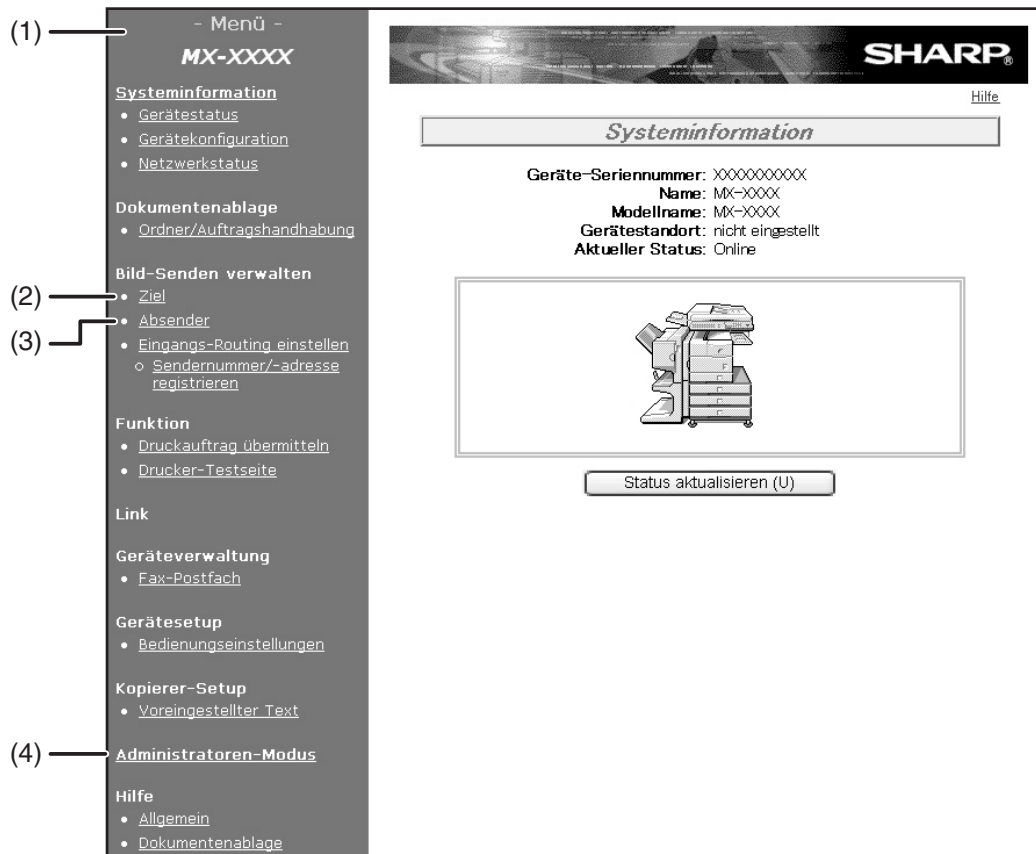 (1)
- Menü -
MX-XXXX
Systeminformation
• Gerätestatus
• Gerätekonfiguration
• Netzwerkstatus
Dokumentenablage
• Ordner/Auftragshandhabung
Bild-Senden verwalten
(2)
• Ziel
(3)
• Absender
• Eingangs-Routing einstellen
o Sendernummer/-adresse
registrieren
Funktion
• Druckauftrag übermitteln
• Drucker-Testseite
Link
Geräteverwaltung
• Fax-Postfach
Gerätesetup
• Bedienungseinstellungen
Kopierer-Setup
• Voreingestellter Text
(4)
Administratoren-Modus
Hilfe
• Allgemein
• Dokumentenablage
SHARP®
Hilfe
Systeminformation
Geräte-Seriennummer: XXXXXXXXXX
Name: MX-XXXX
Modellname: MX-XXXX
Gerätestandort: nicht eingestellt
Aktueller Status: Online
Status aktualisieren (U)